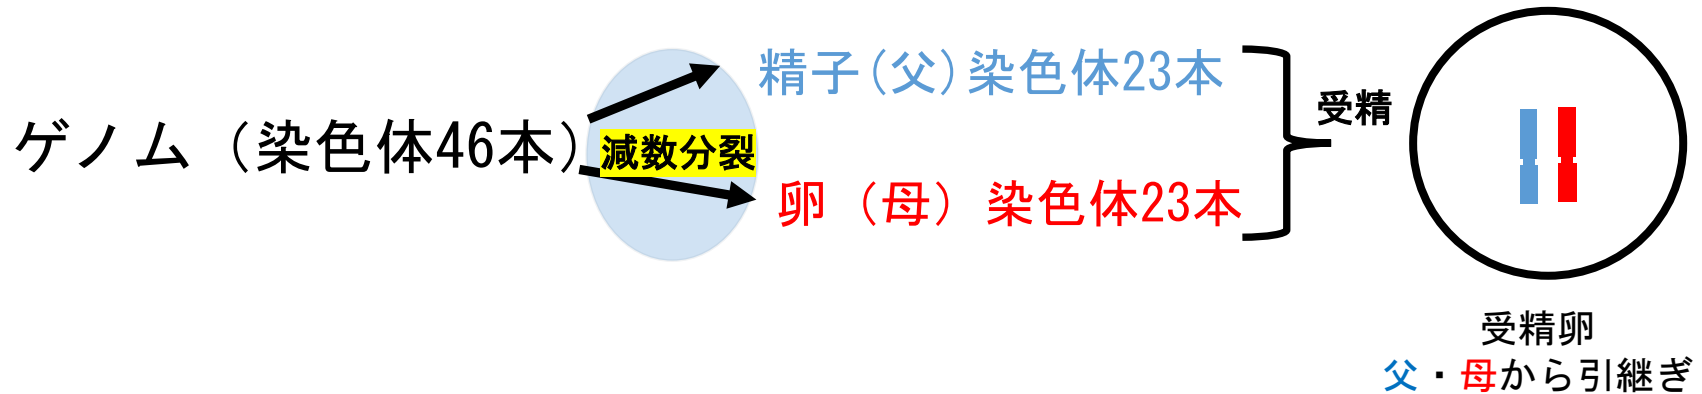 精子(父)染色体23本
受精
ゲノム（染色体46本）
減数分裂
卵（母）染色体23本
受精卵
父・母から引継ぎ